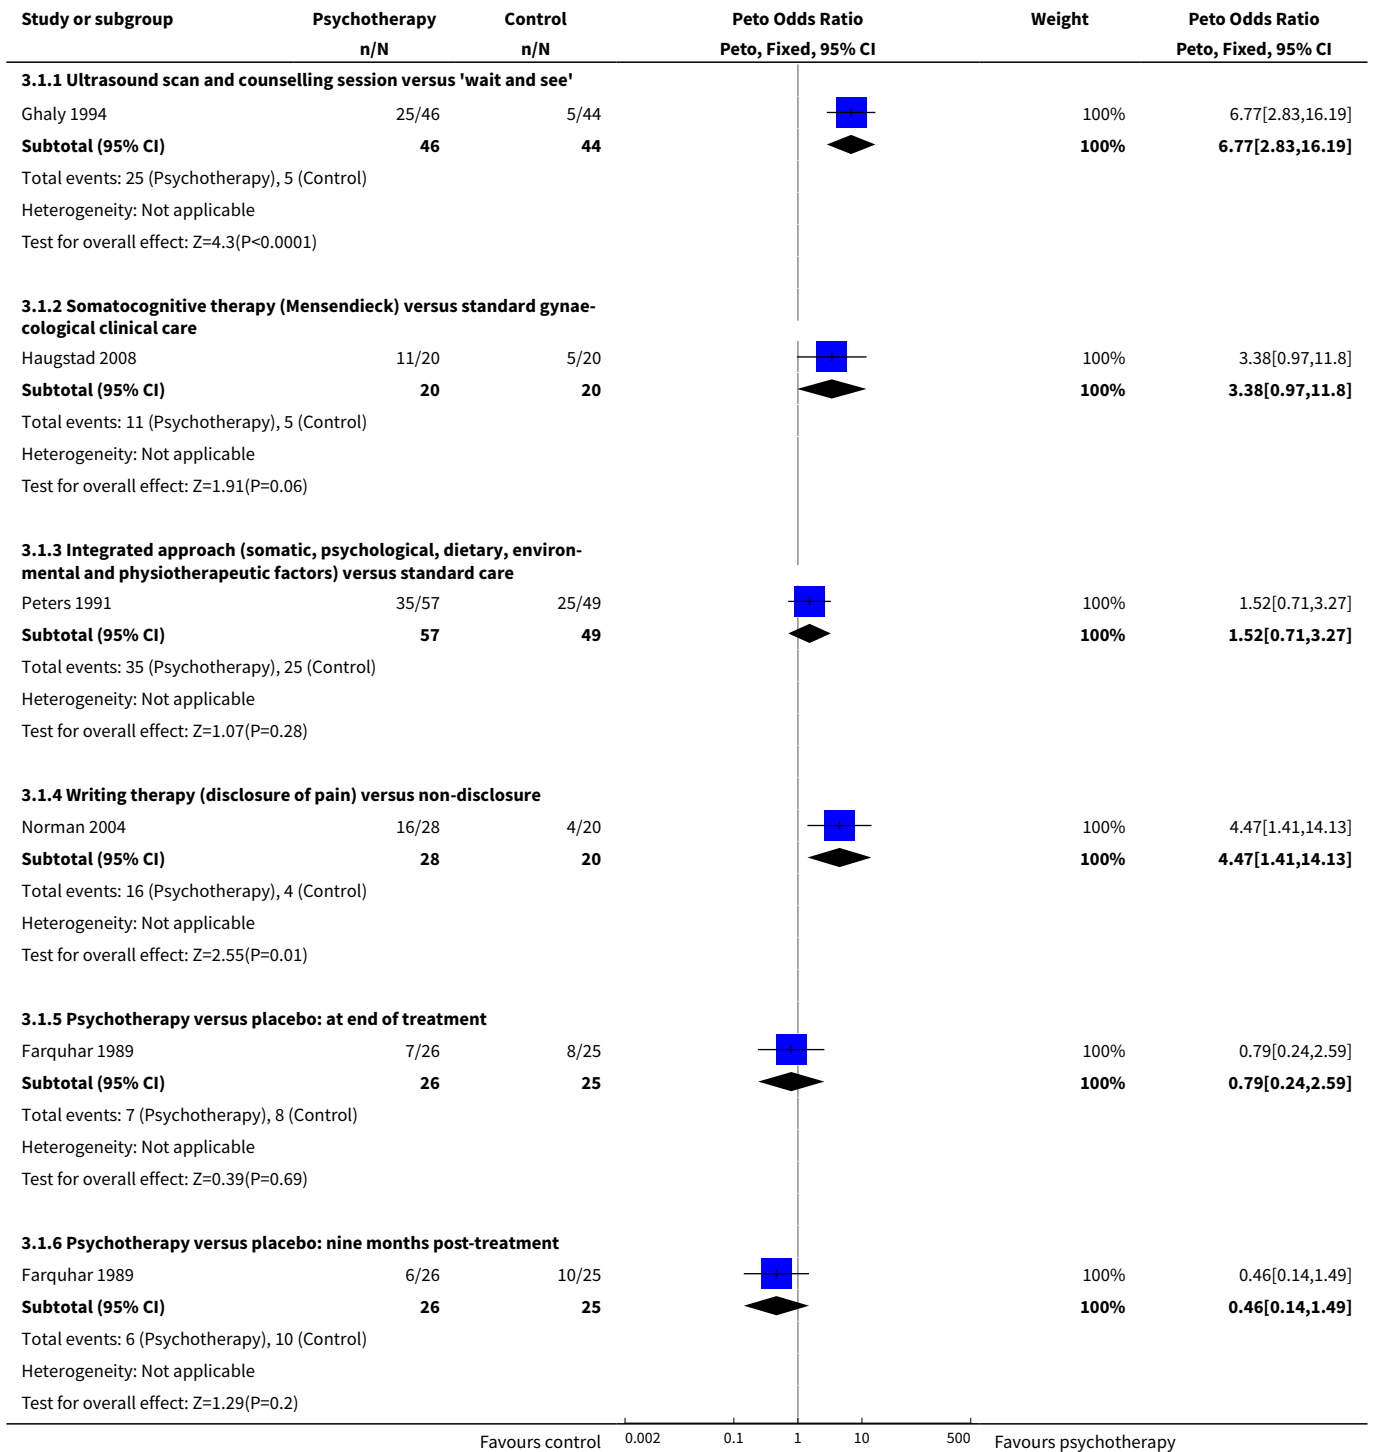 Study or subgroup Psychotherapy Control Peto Odds Ratio Weight Peto Odds Ratio
n/N n/N Peto, Fixed, 95% CI Peto, Fixed, 95% CI
3.1.1 Ultrasound scan and counselling session versus 'wait and see'
Ghaly 1994 25/46 5/44 100% 6.77[2.83,16.19]
Subtotal (95% CI) 46 44 100% 6.77[2.83,16.19]
Total events: 25 (Psychotherapy), 5 (Control)
Heterogeneity: Not applicable
Test for overall effect: Z=4.3(P<0.0001)
3.1.2 Somatocognitive therapy (Mensendieck) versus standard gynae-
cological clinical care
Haugstad 2008 11/20 5/20 100% 3.38[0.97,11.8]
Subtotal (95% CI) 20 20 100% 3.38[0.97,11.8]
Total events: 11 (Psychotherapy), 5 (Control)
Heterogeneity: Not applicable
Test for overall effect: Z=1.91(P=0.06)
3.1.3 Integrated approach (somatic, psychological, dietary, environ-
mental and physiotherapeutic factors) versus standard care
Peters 1991 35/57 25/49 100% 1.52[0.71,3.27]
Subtotal (95% CI) 57 49 100% 1.52[0.71,3.27]
Total events: 35 (Psychotherapy), 25 (Control)
Heterogeneity: Not applicable
Test for overall effect: Z=1.07(P=0.28)
3.1.4 Writing therapy (disclosure of pain) versus non-disclosure
Norman 2004 16/28 4/20 100% 4.47[1.41,14.13]
Subtotal (95% CI) 28 20 100% 4.47[1.41,14.13]
Total events: 16 (Psychotherapy), 4 (Control)
Heterogeneity: Not applicable
Test for overall effect: Z=2.55(P=0.01)
3.1.5 Psychotherapy versus placebo: at end of treatment
Farquhar 1989 7/26 8/25 100% 0.79[0.24,2.59]
Subtotal (95% CI) 26 25 100% 0.79[0.24,2.59]
Total events: 7 (Psychotherapy), 8 (Control)
Heterogeneity: Not applicable
Test for overall effect: Z=0.39(P=0.69)
3.1.6 Psychotherapy versus placebo: nine months post-treatment
Farquhar 1989 6/26 10/25 100% 0.46[0.14,1.49]
Subtotal (95% CI) 26 25 100% 0.46[0.14,1.49]
Total events: 6 (Psychotherapy), 10 (Control)
Heterogeneity: Not applicable
Test for overall effect: Z=1.29(P=0.2)
Favours control 0.002 0.1 1 10 500 Favours psychotherapy